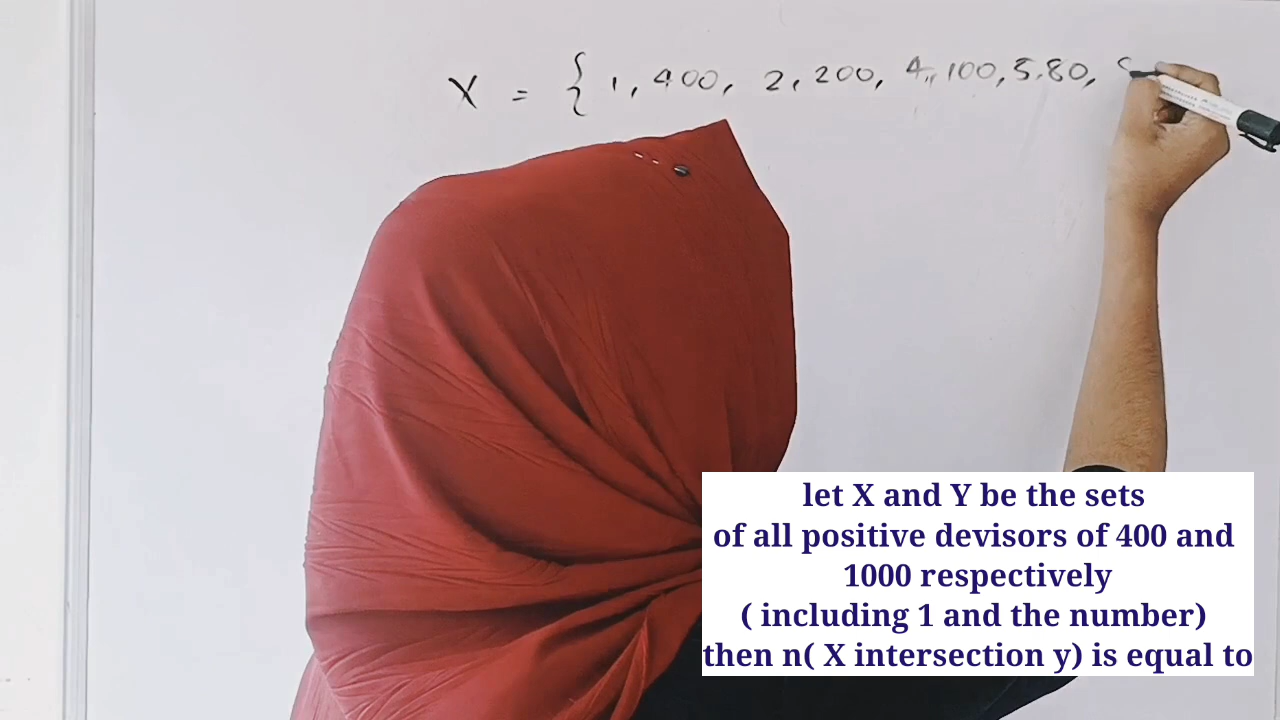 X = { 1, 400, 2, 200, 4, 100, 5, 80,
let X and Y be the sets
of all positive devisors of 400 and
1000 respectively
( including 1 and the number)
then n( X intersection y) is equal to